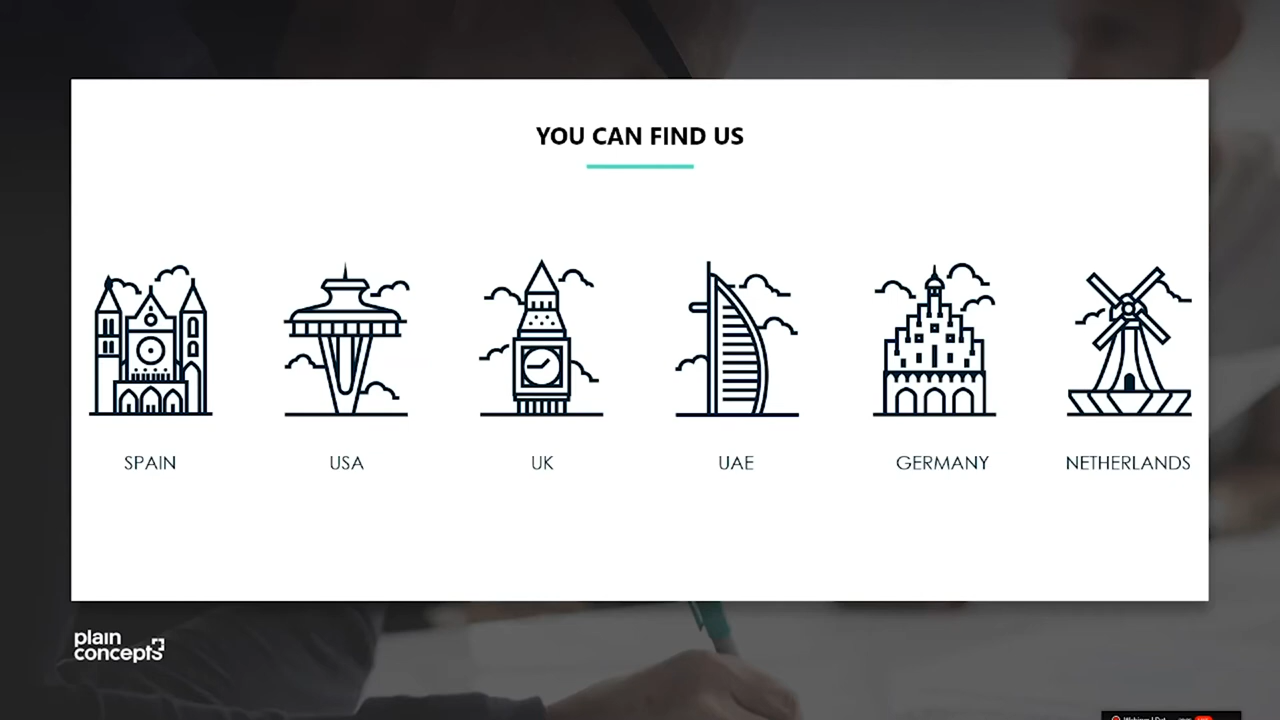 YOU CAN FIND US
SPAIN
USA
UK
UAE
GERMANY
NETHERLANDS
plain
concepts